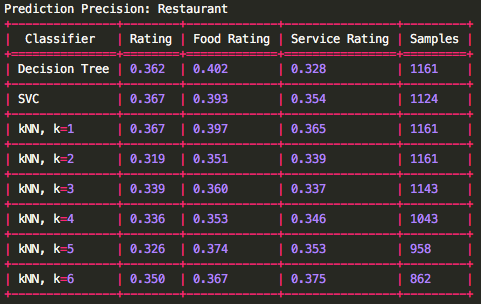 Prediction Precision: Restaurant
Classifier | Rating | Food Rating | Service Rating | Samples
Decision Tree | 0.362 | 0.402 | 0.328 | 1161
SVC | 0.367 | 0.393 | 0.354 | 1124
kNN, k=1 | 0.367 | 0.397 | 0.365 | 1161
kNN, k=2 | 0.319 | 0.351 | 0.339 | 1161
kNN, k=3 | 0.339 | 0.360 | 0.337 | 1143
kNN, k=4 | 0.336 | 0.353 | 0.346 | 1043
kNN, k=5 | 0.326 | 0.374 | 0.353 | 958
kNN, k=6 | 0.350 | 0.367 | 0.375 | 862